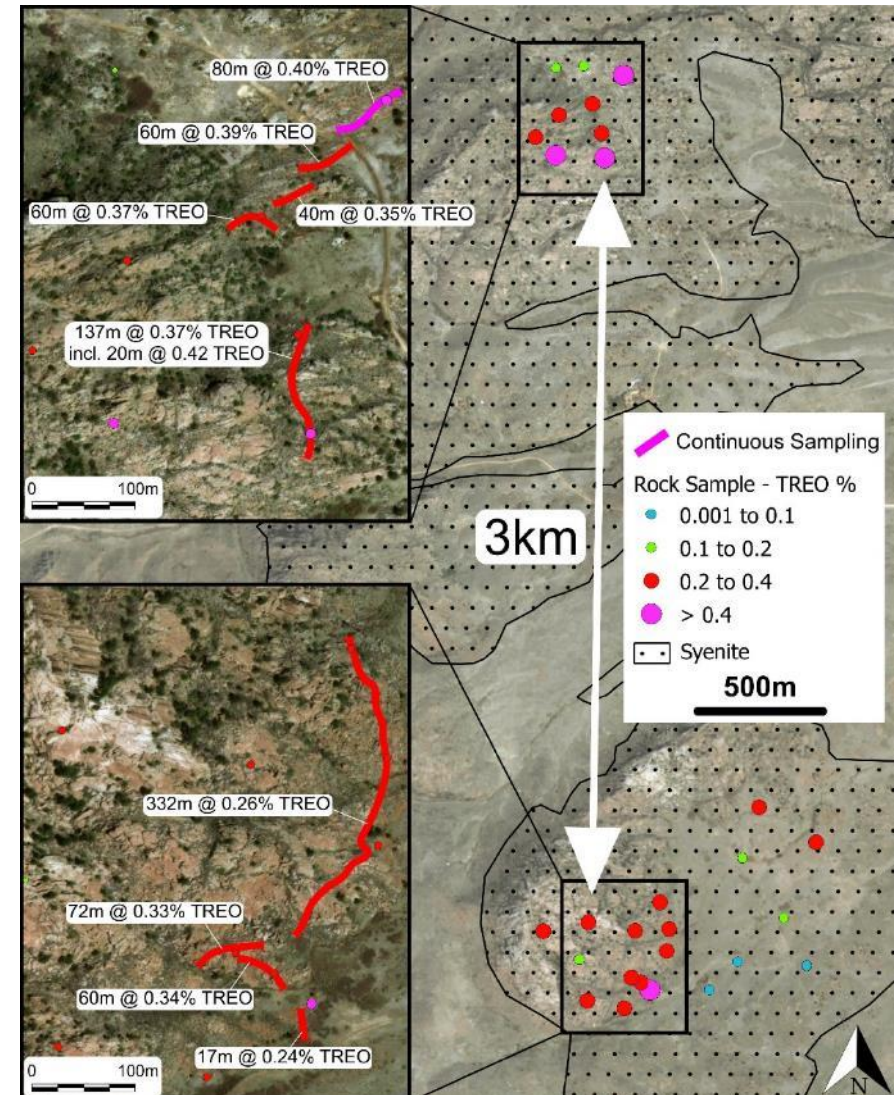 80m @ 0.40% TREO
60m @ 0.39% TREO
60m @ 0.37% TREO
40m @ 0.35% TREO
137m @ 0.37% TREO
incl. 20m @ 0.42 TREO
0
100m
3km
Continuous Sampling
Rock Sample - TREO %
0.001 to 0.1
0.1 to 0.2
0.2 to 0.4
> 0.4
Syenite
500m
332m @ 0.26% TREO
72m @ 0.33% TREO
60m @ 0.34% TREO
17m @ 0.24% TREO
0
100m
N